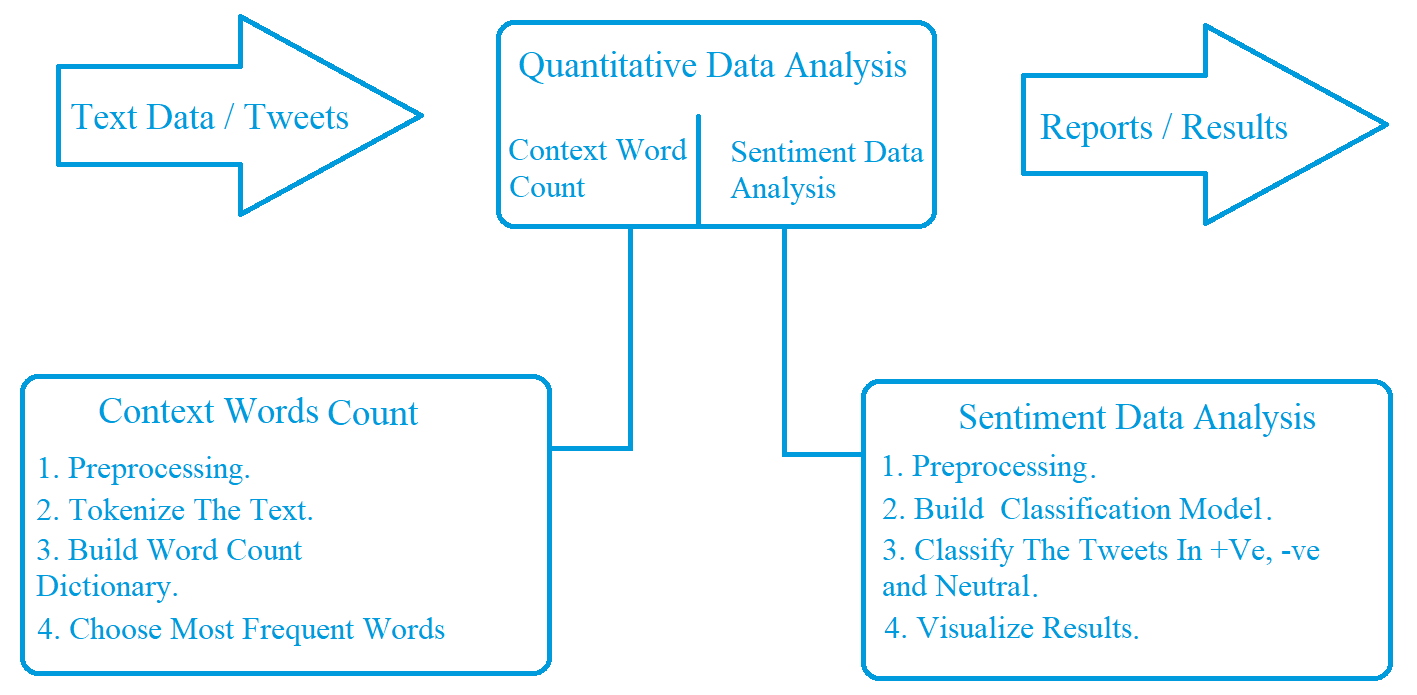 Text Data / Tweets
Quantitative Data Analysis
Context Word
Count
Sentiment Data
Analysis
Reports / Results
Context Words Count
1. Preprocessing.
2. Tokenize The Text.
3. Build Word Count
Dictionary.
4. Choose Most Frequent Words
Sentiment Data Analysis
1. Preprocessing.
2. Build Classification Model.
3. Classify The Tweets In +Ve, -ve
and Neutral.
4. Visualize Results.